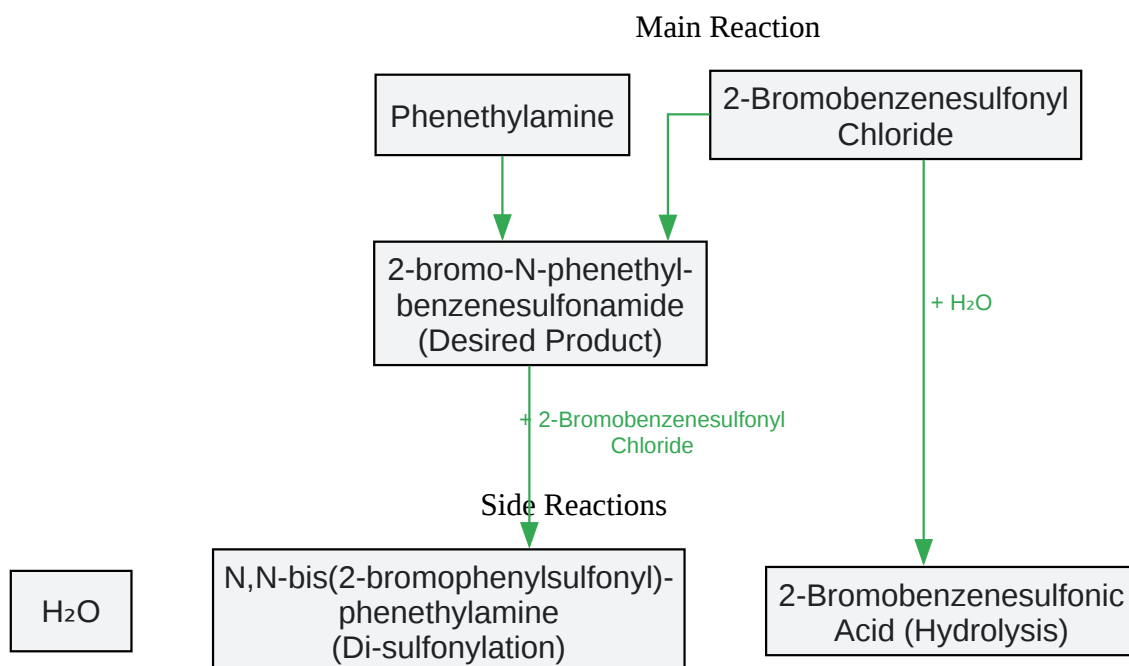 Main Reaction
Phenethylamine
2-Bromobenzenesulfonyl
Chloride
2-bromo-N-phenethyl-
benzenesulfonamide
(Desired Product)
+ H₂O
+ 2-Bromobenzenesulfonyl
Chloride
Side Reactions
H₂O
N,N-bis(2-bromophenylsulfonyl)-
phenethylamine
(Di-sulfonylation)
2-Bromobenzenesulfonic
Acid (Hydrolysis)